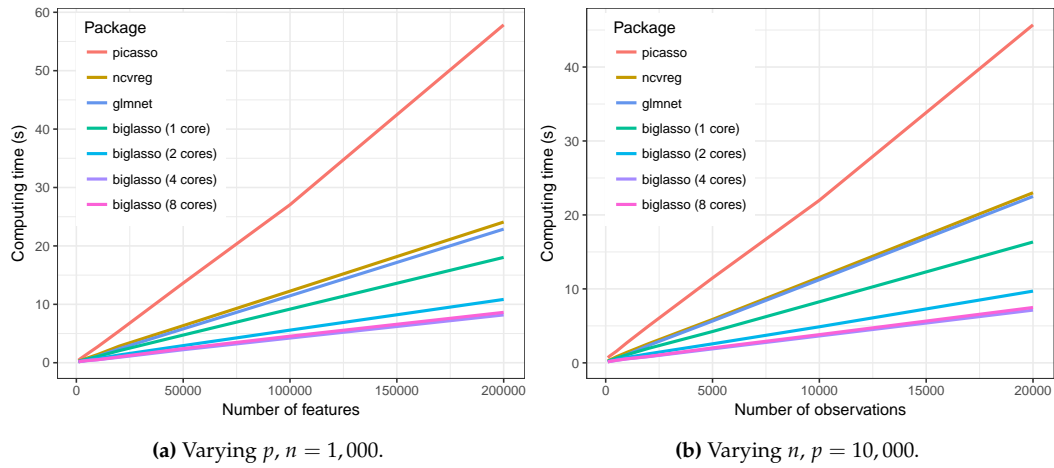 Package
picasso
ncvreg
glmnet
biglasso (1 core)
biglasso (2 cores)
biglasso (4 cores)
biglasso (8 cores)
Computing time (s)
60
50
40
30
20
10
0
0
50000
100000
150000
200000
Number of features
(a) Varying p, n = 1,000.
Package
picasso
ncvreg
glmnet
biglasso (1 core)
biglasso (2 cores)
biglasso (4 cores)
biglasso (8 cores)
Computing time (s)
40
30
20
10
0
0
5000
10000
15000
20000
Number of observations
(b) Varying n, p = 10,000.